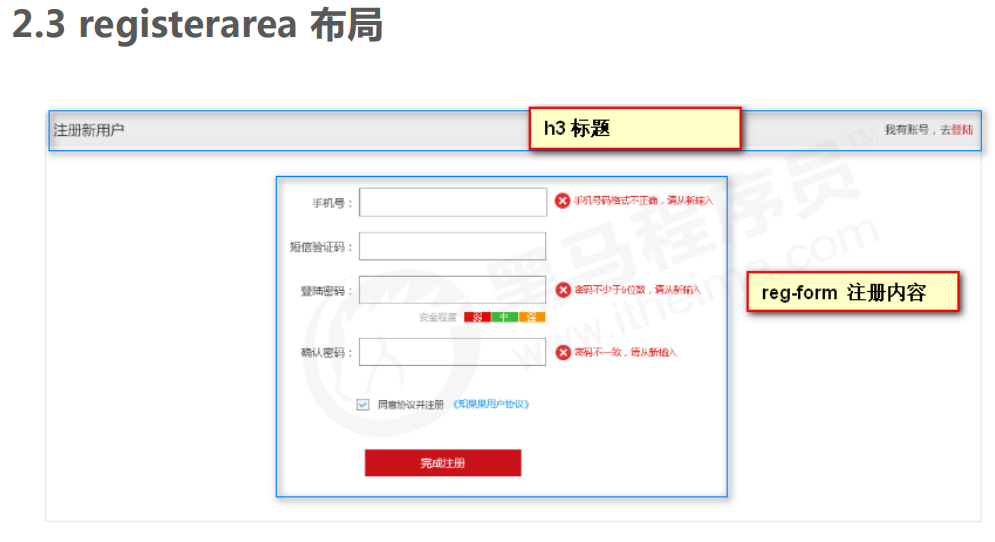 2.3 registerarea 布局
注册新用户
h3 标题
我有账号，去登陆
手机号：
手机号码格式不正确，请从新输入
短信验证码：
登陆密码：
密码不少于6位数，请从新输入
reg-form 注册内容
安全程度 弱 中 强
确认密码：
密码不一致，请从新输入
同意协议并注册 《知果果用户协议》
完成注册
黑马程序员™
www.itheima.com